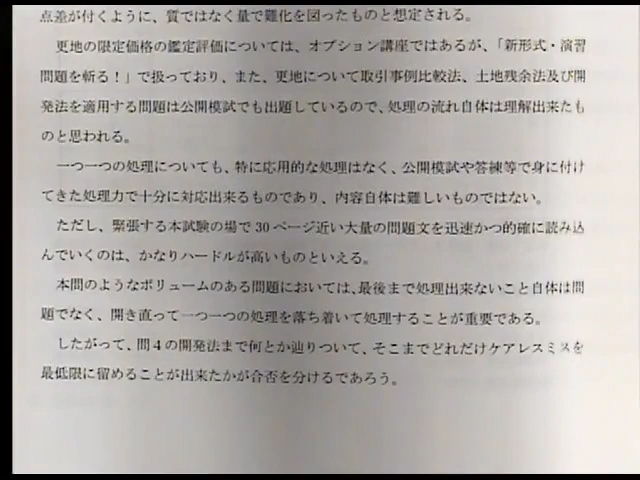 点差が付くように、質ではなく量で難化を図ったものと想定される。
更地の限定価格の鑑定評価については、オプション講座ではあるが、「新形式・演習
問題を斬る！」で扱っており、また、更地について取引事例比較法、土地残余法及び開
発法を適用する問題は公開模試でも出題しているので、処理の流れ自体は理解出来たも
のと思われる。
一つ一つの処理についても、特に応用的な処理はなく、公開模試や答練等で身に付け
てきた処理力で十分に対応出来るものであり、内容自体は難しいものではない。
ただし、緊張する本試験の場で 30 ページ近い大量の問題文を迅速かつ的確に読み込
んでいくのは、かなりハードルが高いものといえる。
本問のようなボリュームのある問題においては、最後まで処理出来ないこと自体は問
題でなく、開き直って一つ一つの処理を落ち着いて処理することが重要である。
したがって、問４の開発法まで何とか辿りついて、そこまでどれだけケアレスミスを
最低限に留めることが出来たかが合否を分けるであろう。